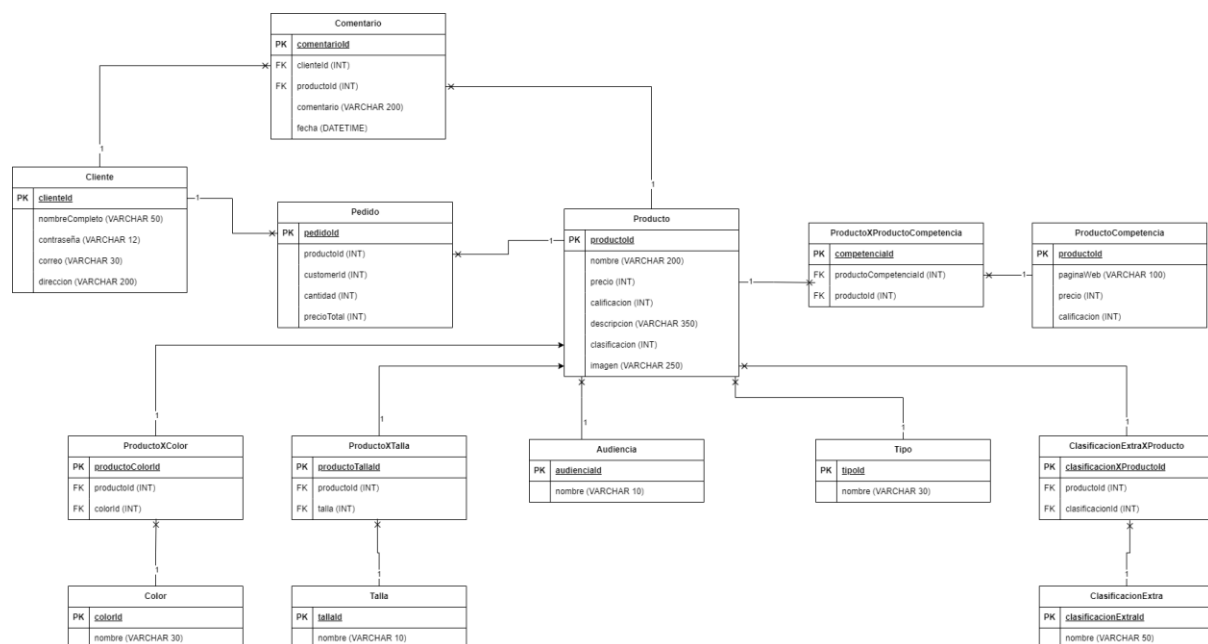 Comentario
PK comentarioId
FK clienteId (INT)
FK productoId (INT)
comentario (VARCHAR 200)
fecha (DATETIME)
1
1
Cliente
PK clienteId
nombreCompleto (VARCHAR 50)
contraseña (VARCHAR 12)
correo (VARCHAR 30)
direccion (VARCHAR 200)
1
Pedido
PK pedidoId
productoId (INT)
customerId (INT)
cantidad (INT)
precioTotal (INT)
1
Producto
PK productoId
nombre (VARCHAR 200)
precio (INT)
calificacion (INT)
descripcion (VARCHAR 350)
clasificacion (INT)
imagen (VARCHAR 250)
1
ProductoXProductoCompetencia
PK competenciaId
FK productoCompetenciaId (INT)
FK productoId (INT)
1
ProductoCompetencia
PK productoId
paginaWeb (VARCHAR 100)
precio (INT)
calificacion (INT)
1
1
1
1
1
ProductoXColor
PK productoColorId
FK productoId (INT)
FK colorId (INT)
ProductoXTalla
PK productoTallaId
FK productoId (INT)
FK talla (INT)
Audiencia
PK audienciaId
nombre (VARCHAR 10)
Tipo
PK tipoId
nombre (VARCHAR 30)
ClasificacionExtraXProducto
PK clasificacionXProductoId
FK productoId (INT)
FK clasificacionId (INT)
1
1
1
Color
PK colorId
nombre (VARCHAR 30)
Talla
PK tallaId
nombre (VARCHAR 10)
ClasificacionExtra
PK clasificacionExtraId
nombre (VARCHAR 50)